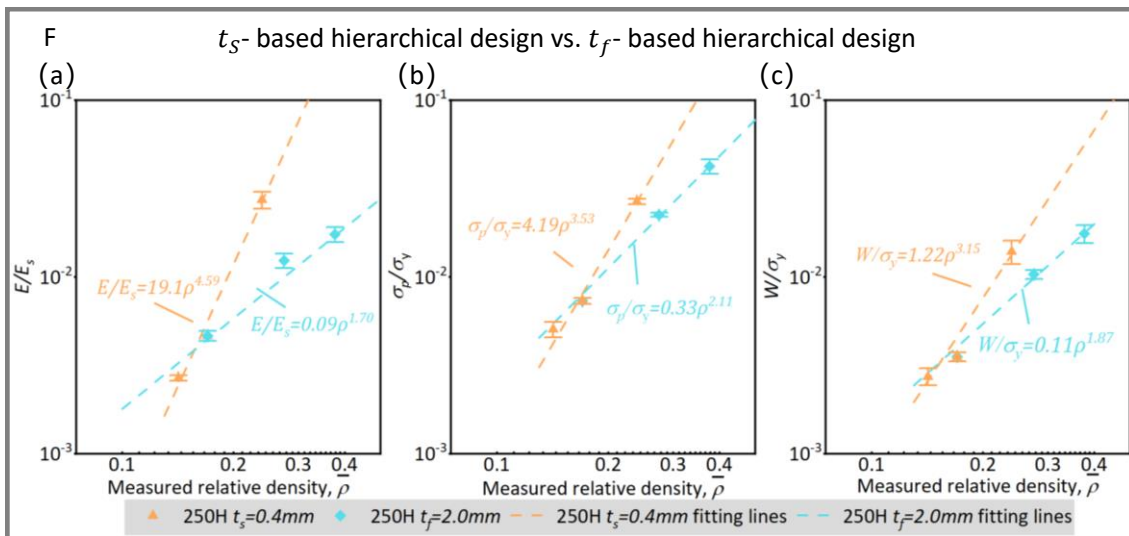 F
t_S- based hierarchical design vs. t_f- based hierarchical design
(a)
(b)
(c)
10^-1
10^-2
10^-3
E/E_s
E/E_s=19.1ρ^4.59
E/E_s=0.09ρ^1.70
0.1 0.2 0.3 0.4
Measured relative density, ρ̄
10^-1
10^-2
10^-3
σ_p/σ_y
σ_p/σ_y=4.19ρ^3.53
σ_p/σ_y=0.33ρ^2.11
0.1 0.2 0.3 0.4
Measured relative density, ρ̄
10^-1
10^-2
10^-3
W/σ_y
W/σ_y=1.22ρ^3.15
W/σ_y=0.11ρ^1.87
0.1 0.2 0.3 0.4
Measured relative density, ρ̄
250H t_s=0.4mm 250H t_f=2.0mm 250H t_s=0.4mm fitting lines 250H t_f=2.0mm fitting lines